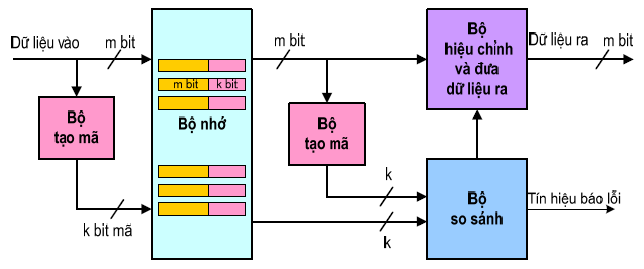 Dữ liệu vào
m bit
m bit
Bộ
hiệu chỉnh
và đưa
dữ liệu ra
Dữ liệu ra
m bit
m bit
k bit
Bộ
tạo mã
Bộ nhớ
Bộ
tạo mã
k
Bộ
so sánh
Tín hiệu báo lỗi
k bit mã
k